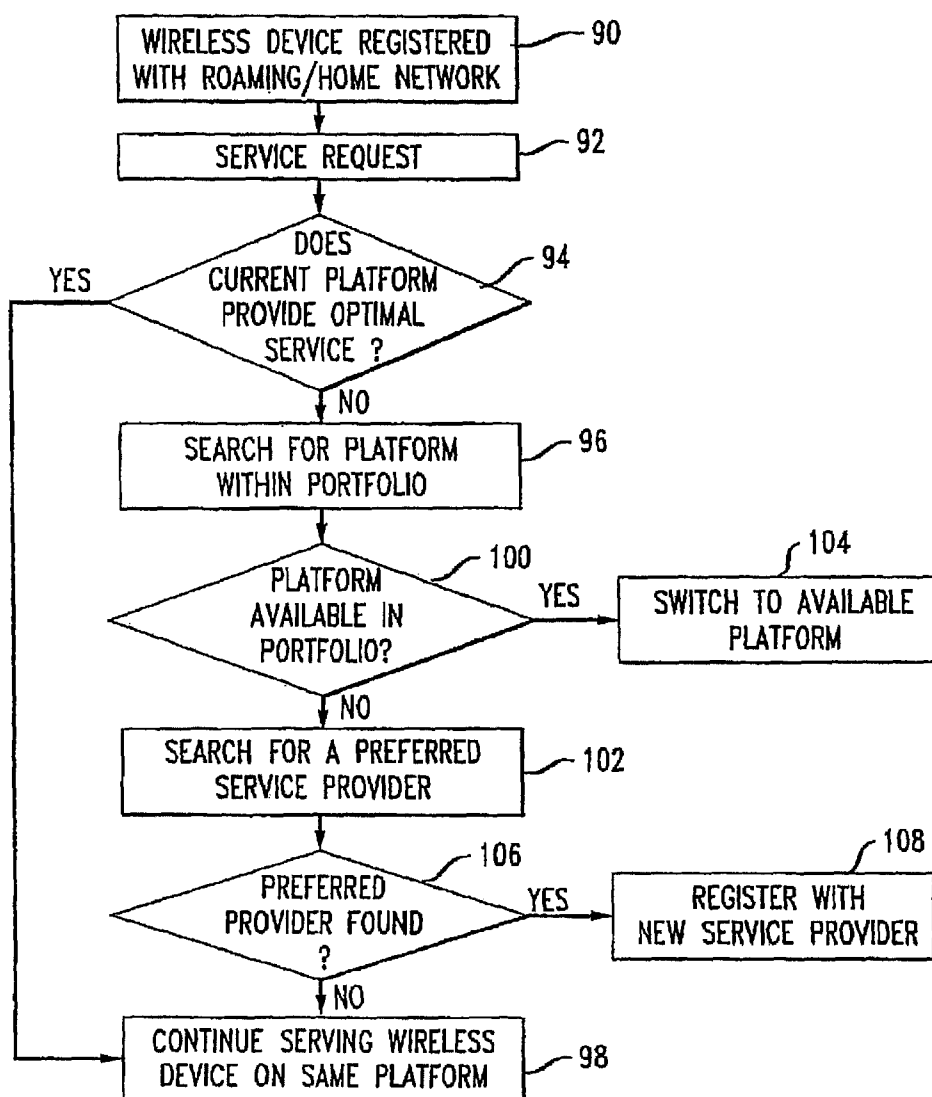 WIRELESS DEVICE REGISTERED
WITH ROAMING/HOME NETWORK
90
SERVICE REQUEST
92
DOES
CURRENT PLATFORM
PROVIDE OPTIMAL
SERVICE ?
94
YES
NO
SEARCH FOR PLATFORM
WITHIN PORTFOLIO
96
PLATFORM
AVAILABLE IN
PORTFOLIO?
100
YES
SWITCH TO AVAILABLE
PLATFORM
104
NO
SEARCH FOR A PREFERRED
SERVICE PROVIDER
102
PREFERRED
PROVIDER FOUND
?
106
YES
REGISTER WITH
NEW SERVICE PROVIDER
108
NO
CONTINUE SERVING WIRELESS
DEVICE ON SAME PLATFORM
98